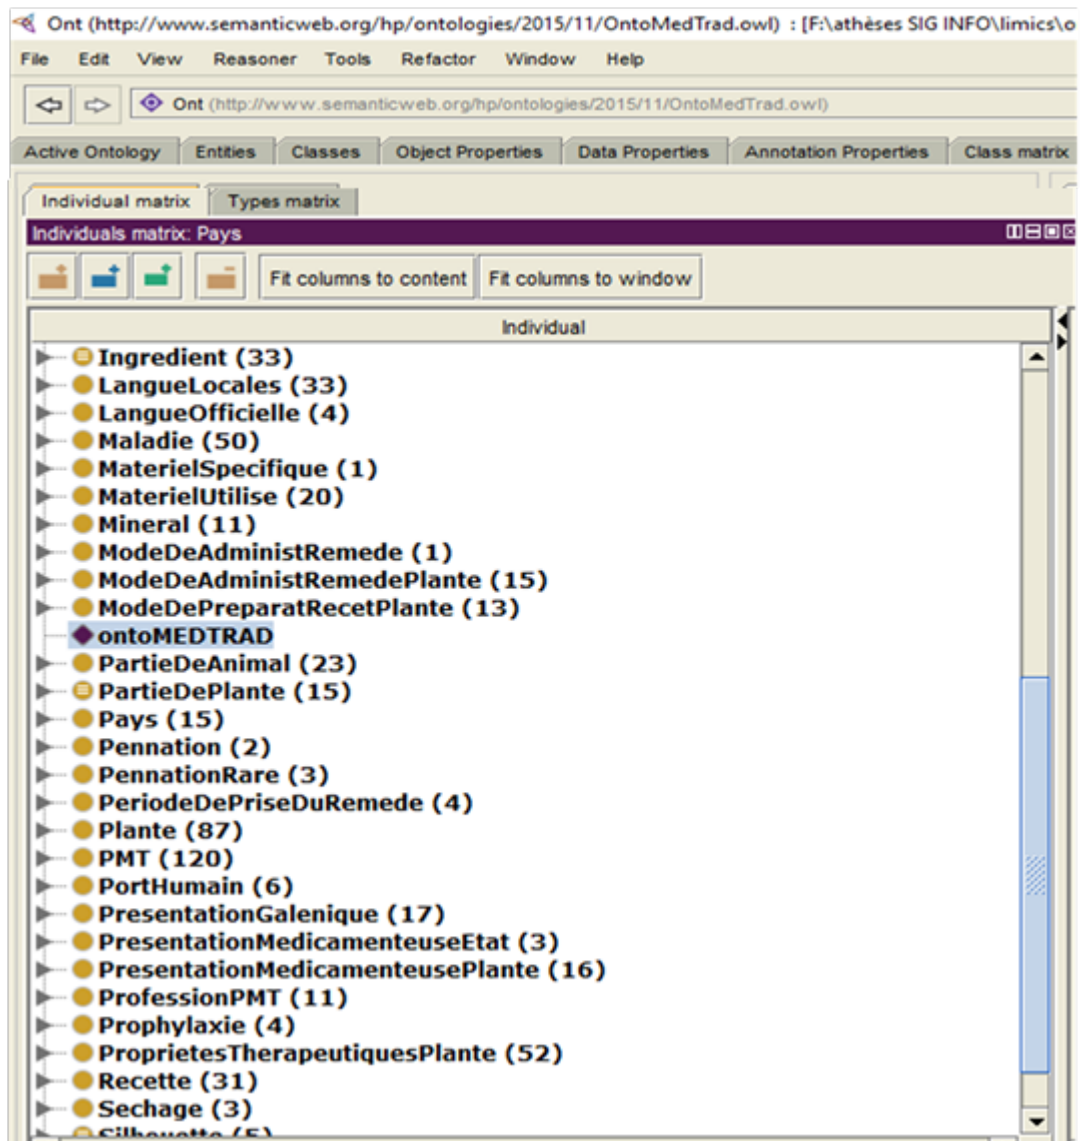 Ont (http://www.semanticweb.org/hp/ontologies/2015/11/OntoMedTrad.owl) : [F:\athèses SIG INFO\limics\o
File Edit View Reasoner Tools Refactor Window Help
Ont (http://www.semanticweb.org/hp/ontologies/2015/11/OntoMedTrad.owl)
Active Ontology Entities Classes Object Properties Data Properties Annotation Properties Class matrix
Individual matrix Types matrix
Individuals matrix: Pays
Fit columns to content Fit columns to window
Individual
Ingredient (33)
LangueLocales (33)
LangueOfficielle (4)
Maladie (50)
MaterielSpecifique (1)
MaterielUtilise (20)
Mineral (11)
ModeDeAdministRemede (1)
ModeDeAdministRemedePlante (15)
ModeDePreparatRecetPlante (13)
ontoMEDTRAD
PartieDeAnimal (23)
PartieDePlante (15)
Pays (15)
Pennation (2)
PennationRare (3)
PeriodeDePriseDuRemede (4)
Plante (87)
PMT (120)
PortHumain (6)
PresentationGalenique (17)
PresentationMedicamenteuseEtat (3)
PresentationMedicamenteusePlante (16)
ProfessionPMT (11)
Prophylaxie (4)
ProprietesTherapeutiquesPlante (52)
Recette (31)
Sechage (3)
Silhouette (5)